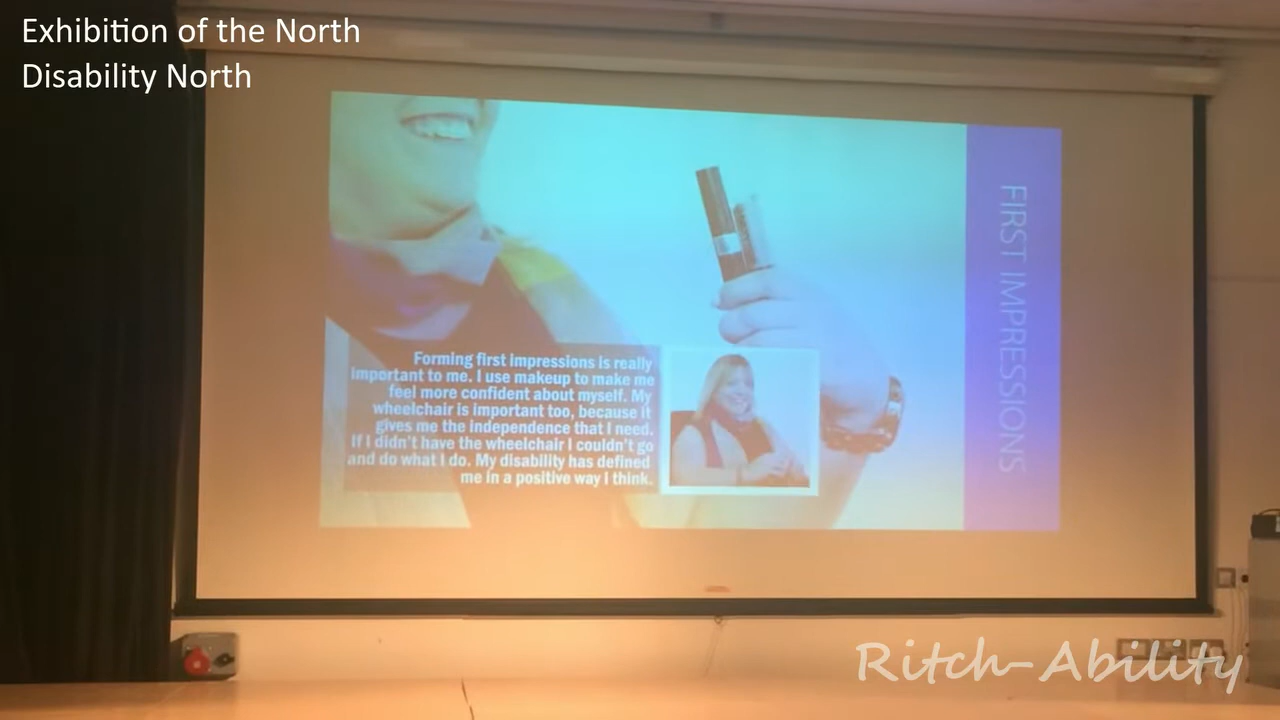 Exhibition of the North
Disability North
FIRST IMPRESSIONS
Forming first impressions is really
important to me. I use makeup to make me
feel more confident about myself. My
wheelchair is important too, because it
gives me the independence that I need.
If I didn't have the wheelchair I couldn't go
and do what I do. My disability has defined
me in a positive way I think.
Ritch-Ability